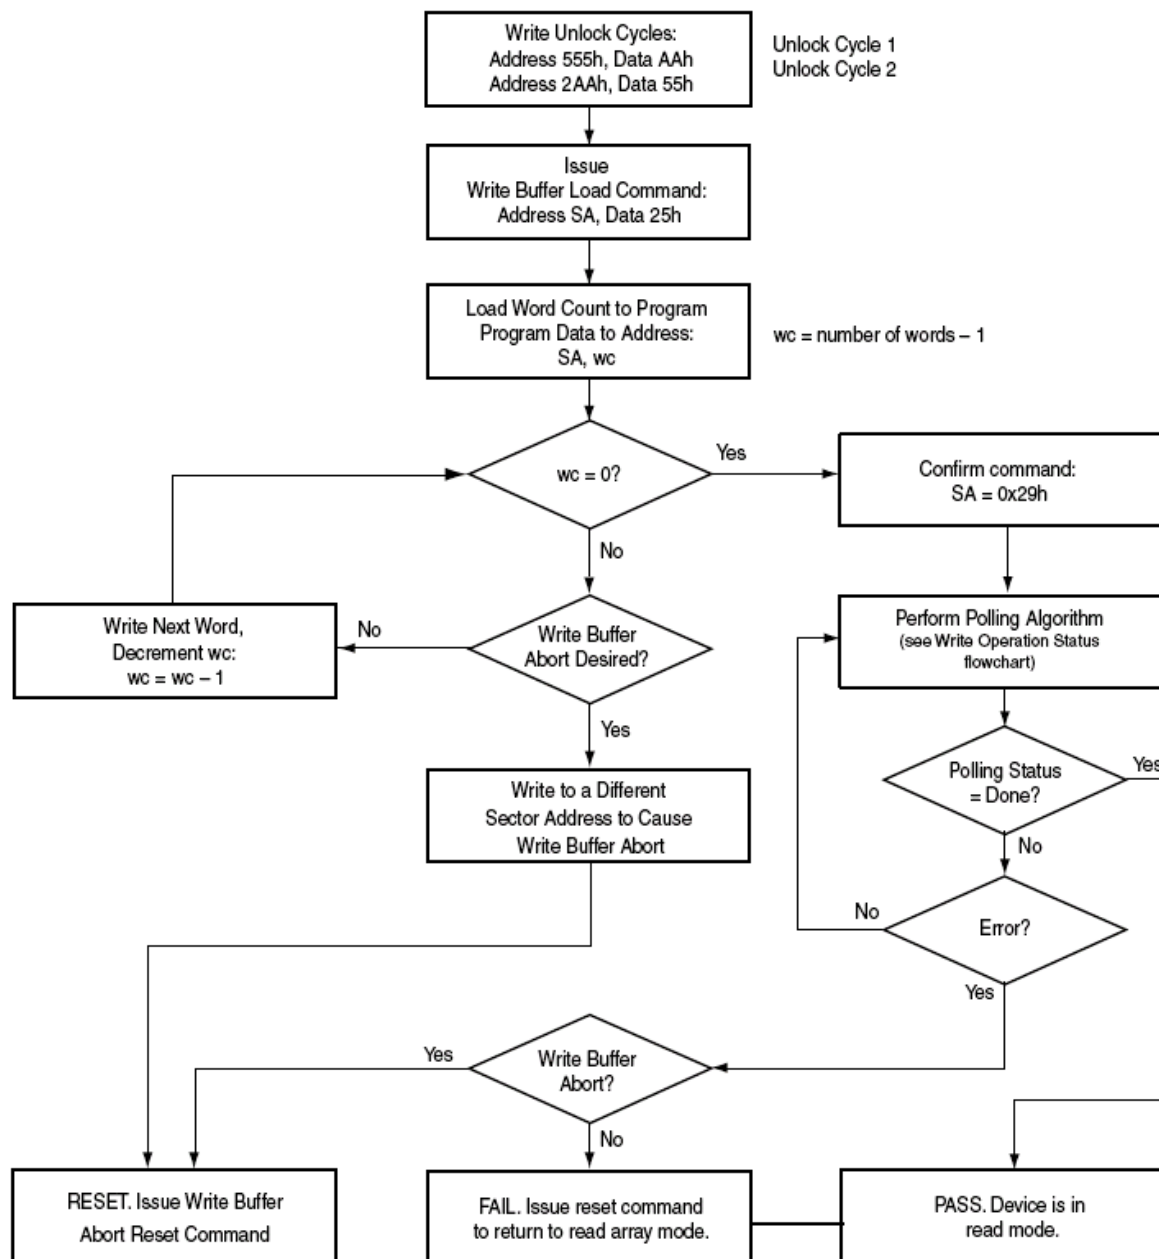 Write Unlock Cycles:
Address 555h, Data AAh
Address 2AAh, Data 55h
Unlock Cycle 1
Unlock Cycle 2
Issue
Write Buffer Load Command:
Address SA, Data 25h
Load Word Count to Program
Program Data to Address:
SA, wc
wc = number of words – 1
wc = 0?
Yes
Confirm command:
SA = 0x29h
No
Write Next Word,
Decrement wc:
wc = wc – 1
No
Write Buffer
Abort Desired?
Perform Polling Algorithm
(see Write Operation Status
flowchart)
Yes
Write to a Different
Sector Address to Cause
Write Buffer Abort
Polling Status
= Done?
Yes
No
No
Error?
Yes
Yes
Write Buffer
Abort?
No
RESET. Issue Write Buffer
Abort Reset Command
FAIL. Issue reset command
to return to read array mode.
PASS. Device is in
read mode.